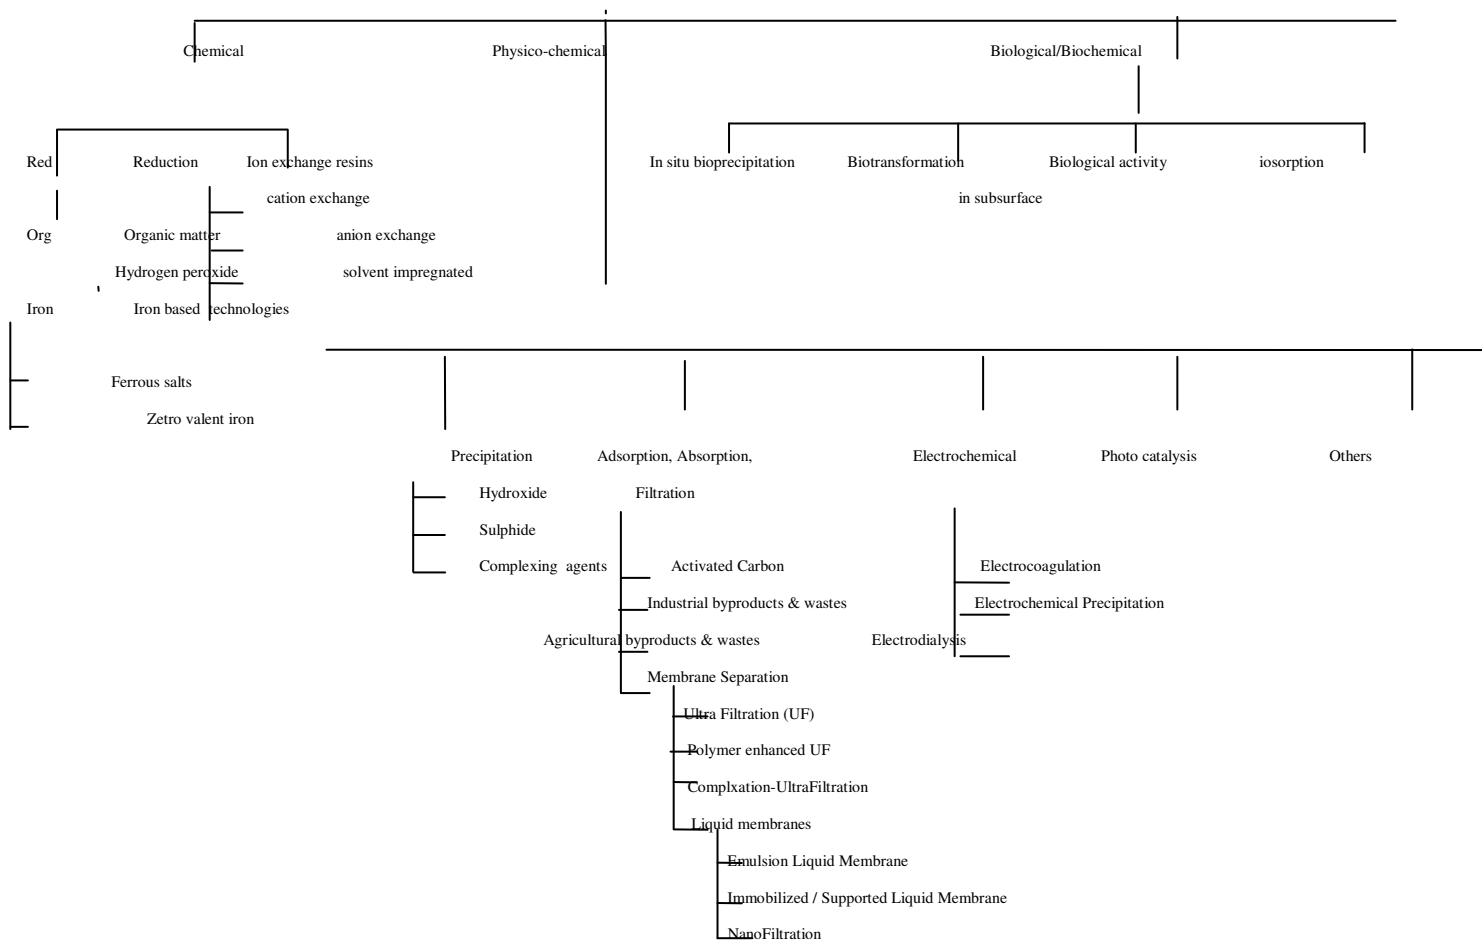 Chemical Physico-chemical Biological/Biochemical
Red Reduction Ion exchange resins In situ bioprecipitation Biotransformation Biological activity iosorption
cation exchange in subsurface
Org Organic matter anion exchange
Hydrogen peroxide solvent impregnated
Iron Iron based technologies
Ferrous salts
Zetro valent iron
Precipitation Adsorption, Absorption, Electrochemical Photo catalysis Others
Hydroxide Filtration
Sulphide
Complexing agents Activated Carbon Electrocoagulation
Industrial byproducts & wastes Electrochemical Precipitation
Agricultural byproducts & wastes Electrodialysis
Membrane Separation
Ultra Filtration (UF)
Polymer enhanced UF
Complxation-UltraFiltration
Liquid membranes
Emulsion Liquid Membrane
Immobilized / Supported Liquid Membrane
NanoFiltration